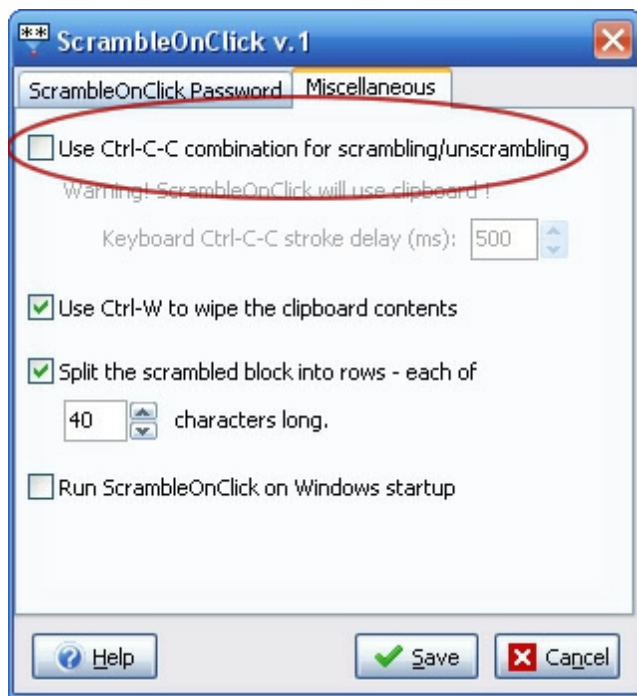 ScrambleOnClick v.1
ScrambleOnClick Password Miscellaneous
Use Ctrl-C-C combination for scrambling/unscrambling
Warning! ScrambleOnClick will use clipboard !
Keyboard Ctrl-C-C stroke delay (ms): 500
Use Ctrl-W to wipe the clipboard contents
Split the scrambled block into rows - each of
40 characters long.
Run ScrambleOnClick on Windows startup
Help Save Cancel